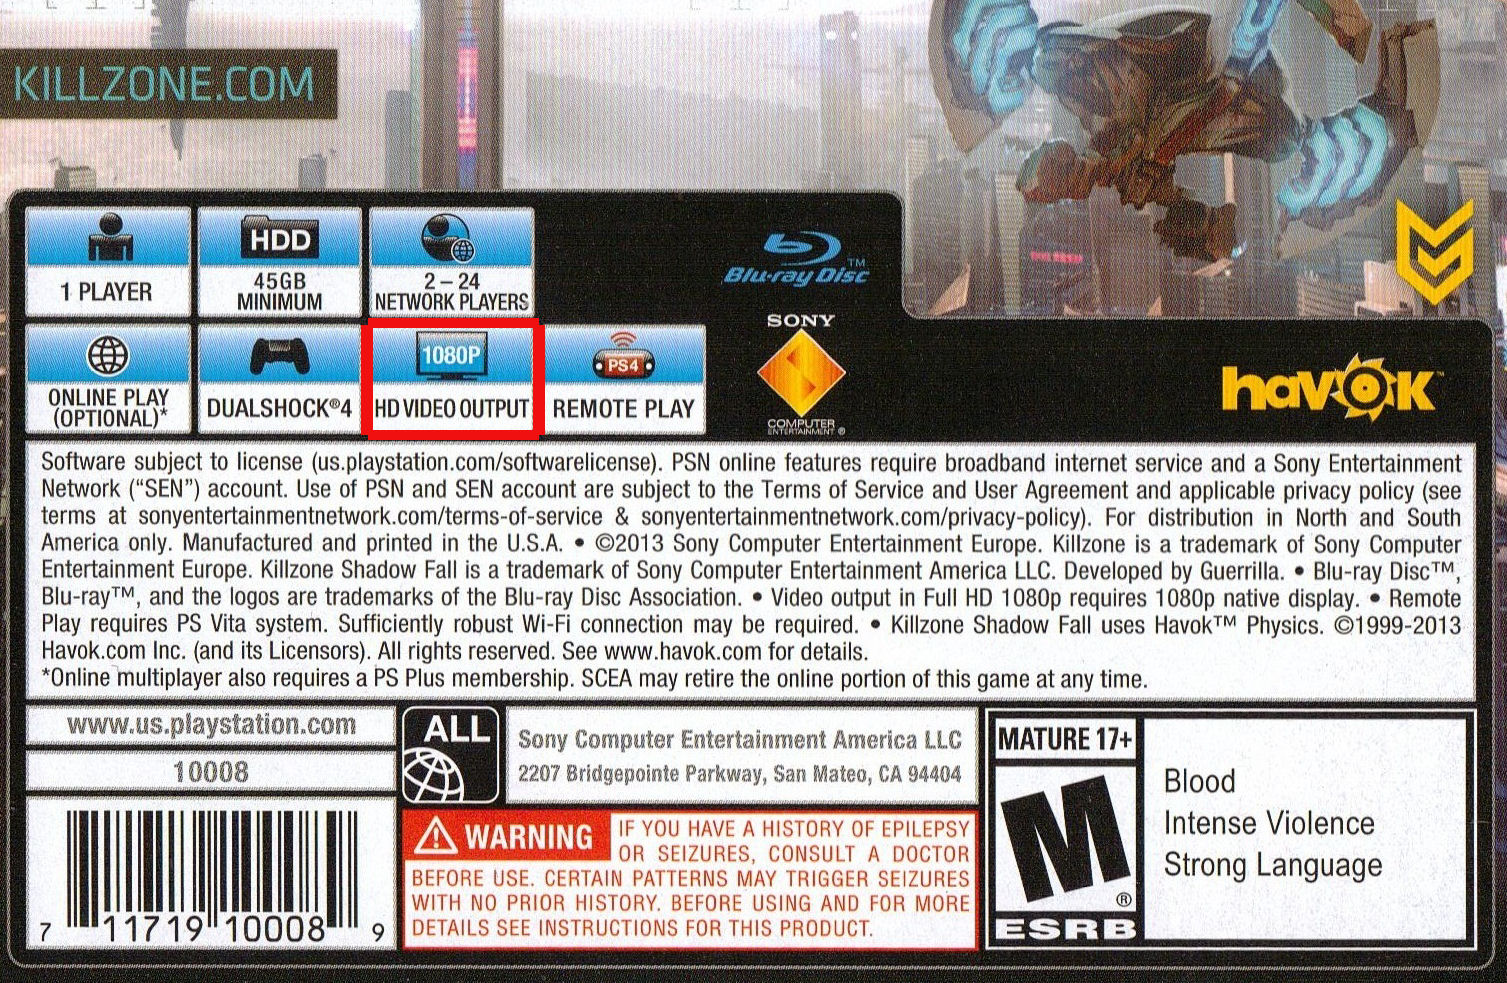 KILLZONE.COM
1 PLAYER
HDD
45GB
MINIMUM
2 – 24
NETWORK PLAYERS
Blu-ray Disc™
SONY
COMPUTER
ENTERTAINMENT®
ONLINE PLAY
(OPTIONAL)*
DUALSHOCK®4
1080P
HD VIDEO OUTPUT
PS4
REMOTE PLAY
havok™
Software subject to license (us.playstation.com/softwarelicense). PSN online features require broadband internet service and a Sony Entertainment
Network (“SEN”) account. Use of PSN and SEN account are subject to the Terms of Service and User Agreement and applicable privacy policy (see
terms at sonyentertainmentnetwork.com/terms-of-service & sonyentertainmentnetwork.com/privacy-policy). For distribution in North and South
America only. Manufactured and printed in the U.S.A. • ©2013 Sony Computer Entertainment Europe. Killzone is a trademark of Sony Computer
Entertainment Europe. Killzone Shadow Fall is a trademark of Sony Computer Entertainment America LLC. Developed by Guerrilla. • Blu-ray Disc™,
Blu-ray™, and the logos are trademarks of the Blu-ray Disc Association. • Video output in Full HD 1080p requires 1080p native display. • Remote
Play requires PS Vita system. Sufficiently robust Wi-Fi connection may be required. • Killzone Shadow Fall uses Havok™ Physics. ©1999-2013
Havok.com Inc. (and its Licensors). All rights reserved. See www.havok.com for details.
*Online multiplayer also requires a PS Plus membership. SCEA may retire the online portion of this game at any time.
www.us.playstation.com
10008
7 11719 10008 9
ALL
Sony Computer Entertainment America LLC
2207 Bridgepointe Parkway, San Mateo, CA 94404
WARNING
IF YOU HAVE A HISTORY OF EPILEPSY
OR SEIZURES, CONSULT A DOCTOR
BEFORE USE. CERTAIN PATTERNS MAY TRIGGER SEIZURES
WITH NO PRIOR HISTORY. BEFORE USING AND FOR MORE
DETAILS SEE INSTRUCTIONS FOR THIS PRODUCT.
MATURE 17+
M
®
ESRB
Blood
Intense Violence
Strong Language